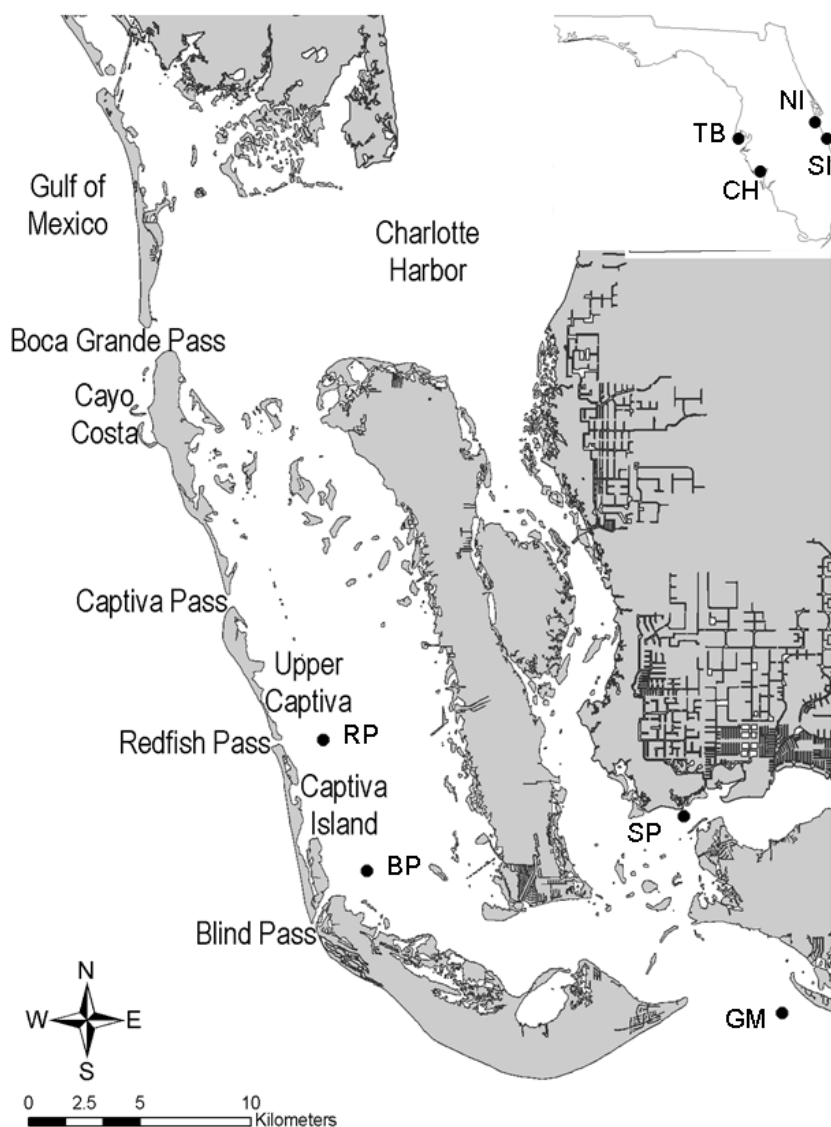 NI
TB
SI
CH
Gulf of
Mexico
Charlotte
Harbor
Boca Grande Pass
Cayo
Costa
Captiva Pass
Upper
Captiva
RP
Redfish Pass
Captiva
Island
SP
BP
Blind Pass
GM
N
W E
S
0 2.5 5 10
Kilometers